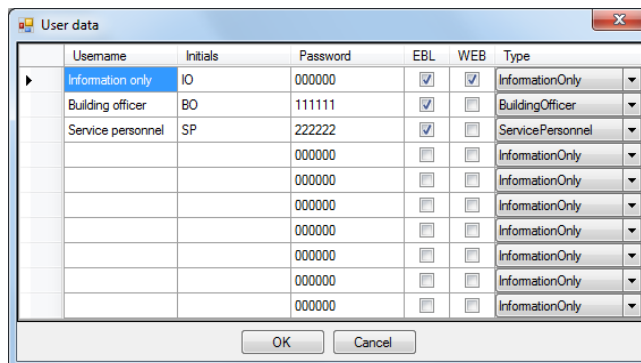 User data
Username Initials Password EBL WEB Type
Information only IO 000000 InformationOnly
Building officer BO 111111 BuildingOfficer
Service personnel SP 222222 ServicePersonnel
000000 InformationOnly
000000 InformationOnly
000000 InformationOnly
000000 InformationOnly
000000 InformationOnly
000000 InformationOnly
000000 InformationOnly
OK Cancel